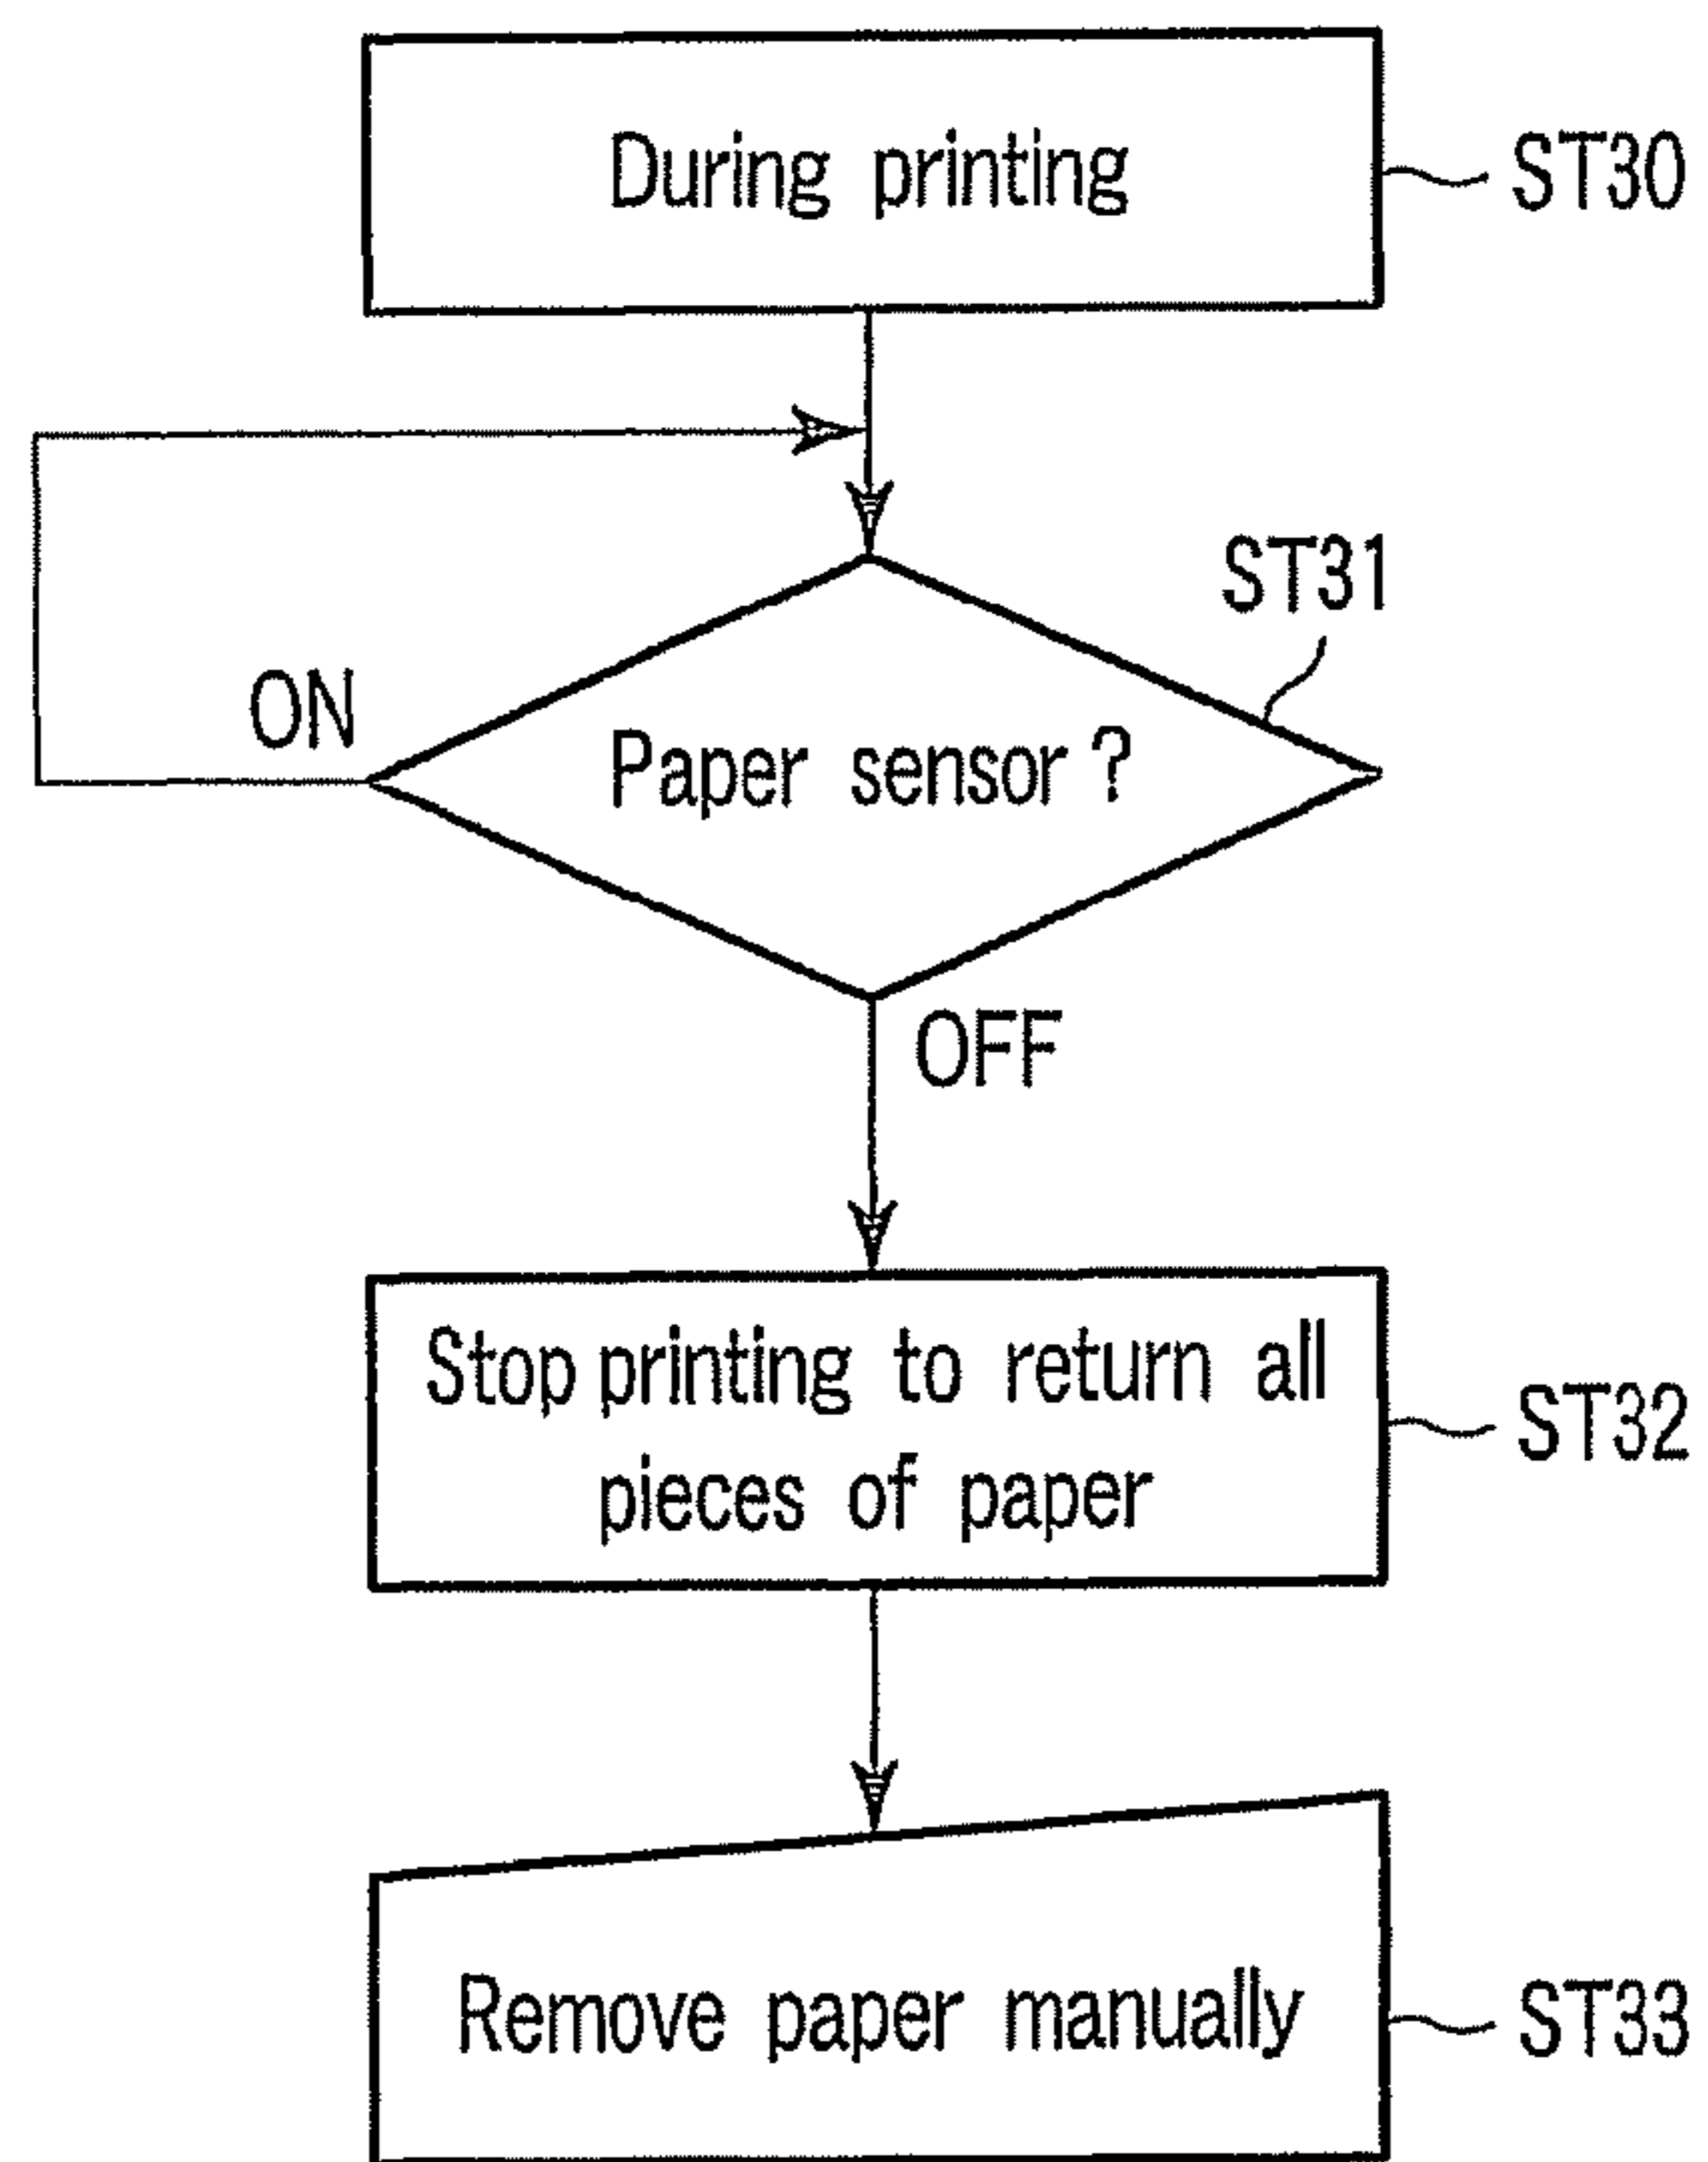 During printing
ST30
ST31
ON
Paper sensor?
OFF
Stop printing to return all
pieces of paper
ST32
Remove paper manually
ST33